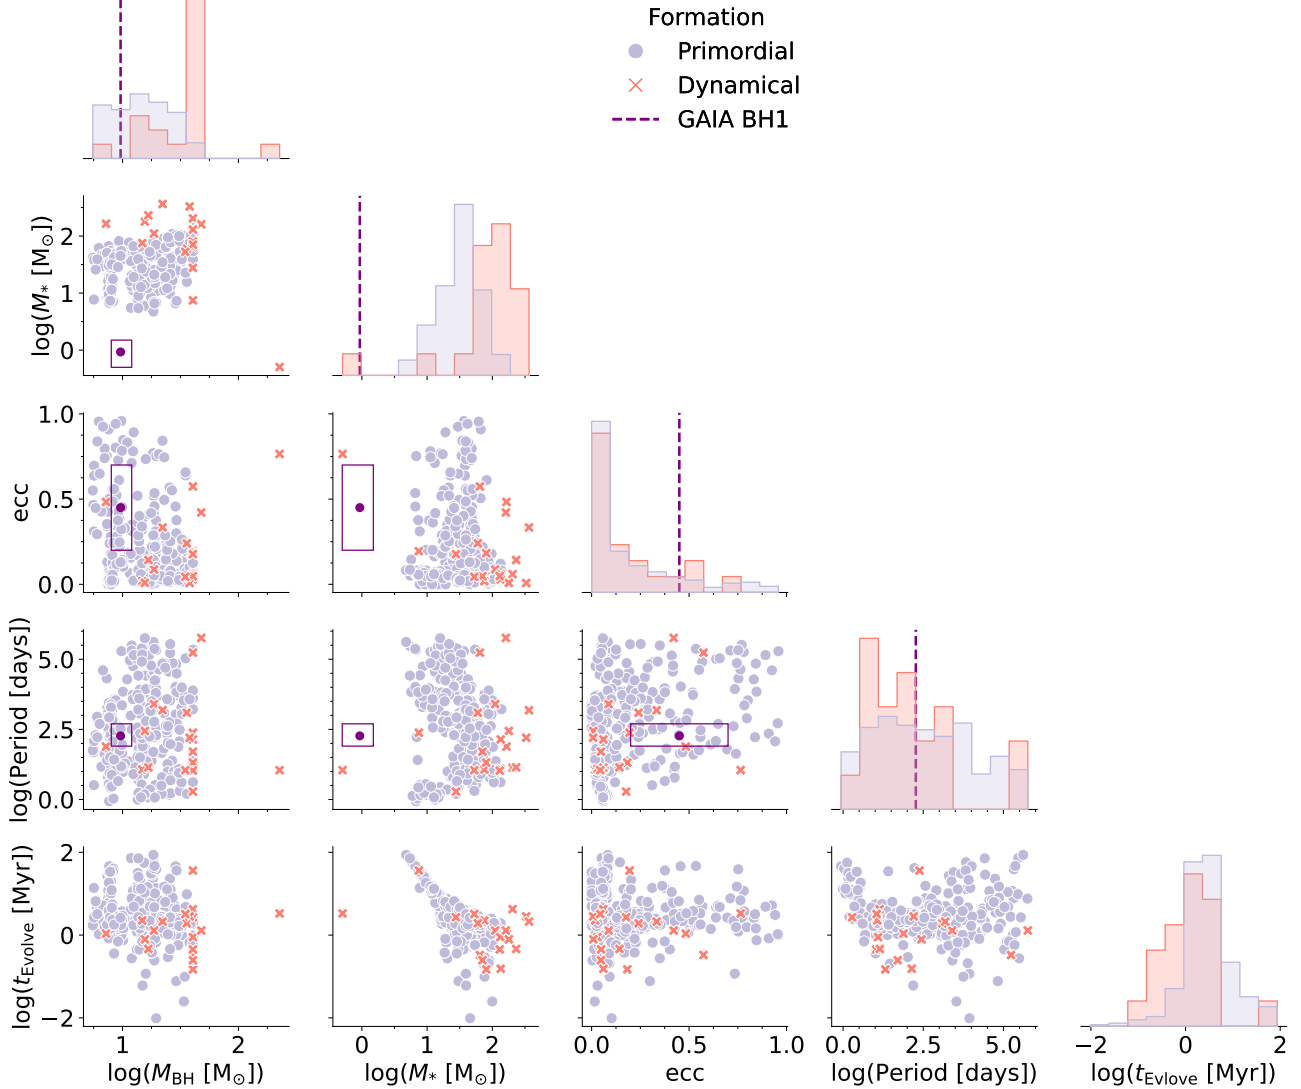 Formation
Primordial
Dynamical
GAIA BH1
log(M* [M⊙])
2
1
0
ecc
1.0
0.5
0.0
log(Period [days])
5.0
2.5
0.0
log(tEvolve [Myr])
2
0
−2
1 2
0 1 2
0.0 0.5 1.0
0.0 2.5 5.0
−2 0 2
log(MBH [M⊙])
log(M* [M⊙])
ecc
log(Period [days])
log(tEvlove [Myr])